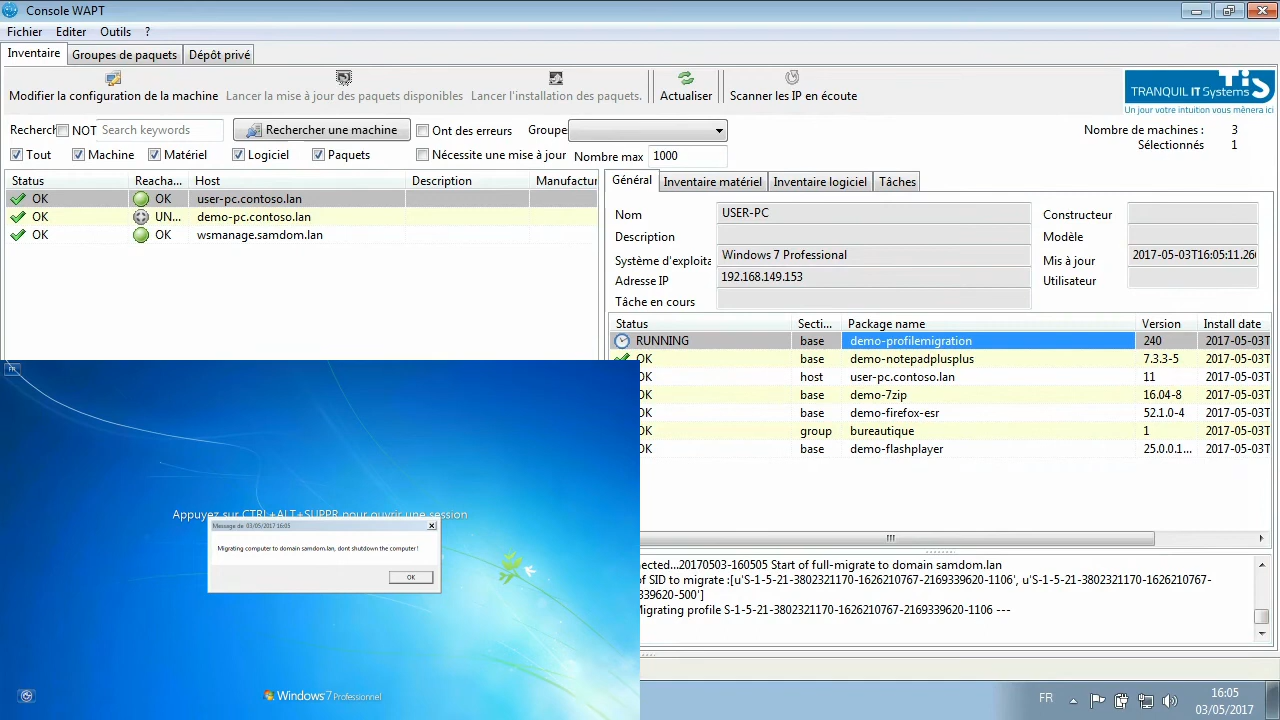 Console WAPT
Fichier Editer Outils ?
Inventaire Groupes de paquets Dépôt privé
Modifier la configuration de la machine Lancer la mise à jour des paquets disponibles Lancer l'installation des paquets. Actualiser Scanner les IP en écoute
TIS
TRANQUIL IT Systems
Un jour votre intuition vous mènera ici
Recherch NOT Search keywords Rechercher une machine Ont des erreurs Groupe
Nombre de machines : 3
Sélectionnés 1
Tout Machine Matériel Logiciel Paquets Nécessite une mise à jour Nombre max 1000
Status Reacha... Host Description Manufactur
OK OK user-pc.contoso.lan
OK UN... demo-pc.contoso.lan
OK OK wsmanage.samdom.lan
Général Inventaire matériel Inventaire logiciel Tâches
Nom USER-PC Constructeur
Description Modèle
Système d'exploita Windows 7 Professional Mis à jour 2017-05-03T16:05:11.260
Adresse IP 192.168.149.153 Utilisateur
Tâche en cours
Status Secti... Package name Version Install date
RUNNING base demo-profilemigration 240 2017-05-03T
OK base demo-notepadplusplus 7.3.3-5 2017-05-03T
OK host user-pc.contoso.lan 11 2017-05-03T
OK base demo-7zip 16.04-8 2017-05-03T
OK base demo-firefox-esr 52.1.0-4 2017-05-03T
OK group bureautique 1 2017-05-03T
OK base demo-flashplayer 25.0.0.1... 2017-05-03T
ected...20170503-160505 Start of full-migrate to domain samdom.lan
of SID to migrate :[u'S-1-5-21-3802321170-1626210767-2169339620-1106', u'S-1-5-21-3802321170-1626210767-
339620-500']
Migrating profile S-1-5-21-3802321170-1626210767-2169339620-1106 ---
FR
Appuyez sur CTRL+ALT+SUPPR pour ouvrir une session
Message de 03/05/2017 16:05
Migrating computer to domain samdom.lan, dont shutdown the computer !
OK
Windows 7 Professionnel
FR
16:05
03/05/2017